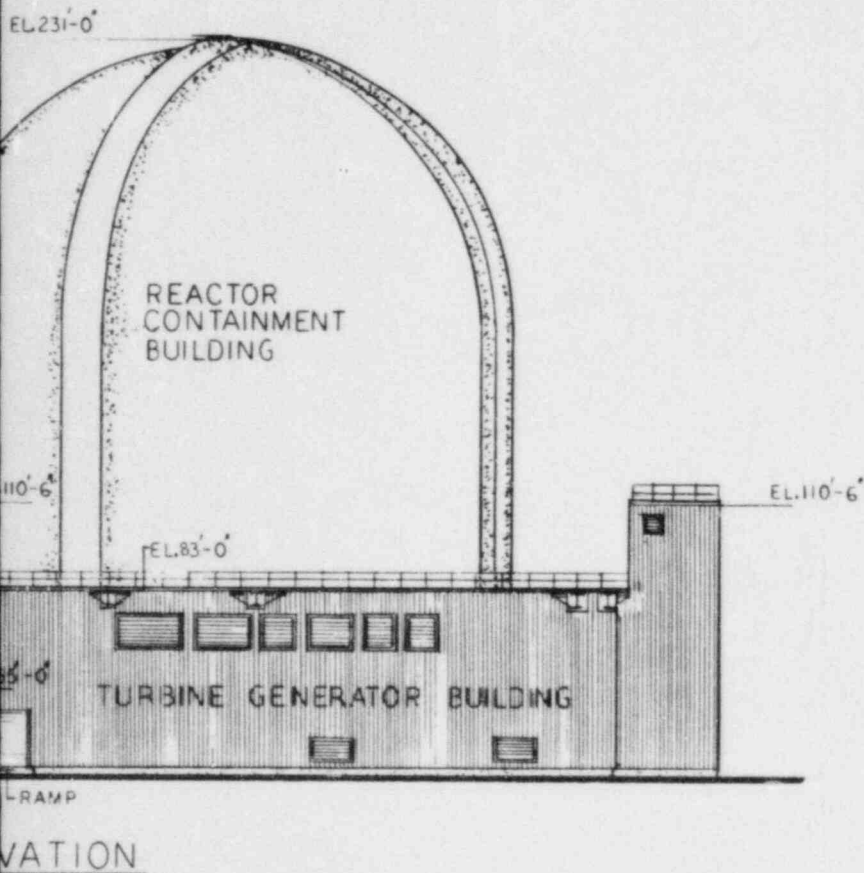 EL.231'-0"
REACTOR
CONTAINMENT
BUILDING
110'-6"
EL.110'-6"
EL.83'-0"
TURBINE GENERATOR BUILDING
RAMP
VATION